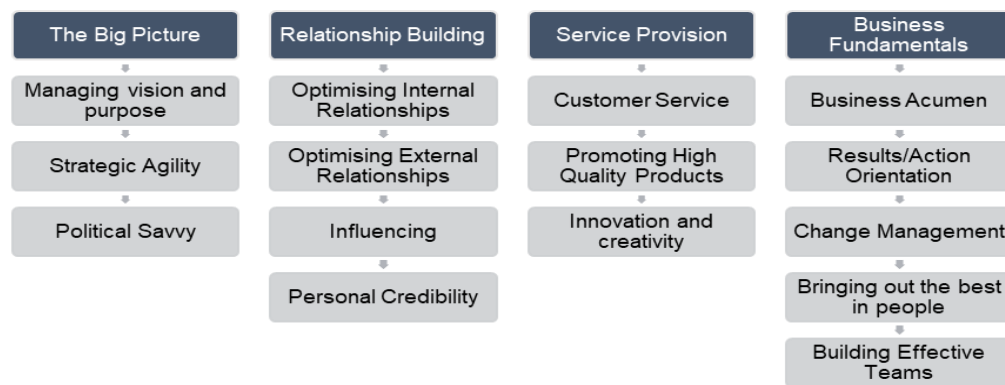 The Big Picture
Managing vision and
purpose
Strategic Agility
Political Savvy
Relationship Building
Optimising Internal
Relationships
Optimising External
Relationships
Influencing
Personal Credibility
Service Provision
Customer Service
Promoting High
Quality Products
Innovation and
creativity
Business
Fundamentals
Business Acumen
Results/Action
Orientation
Change Management
Bringing out the best
in people
Building Effective
Teams